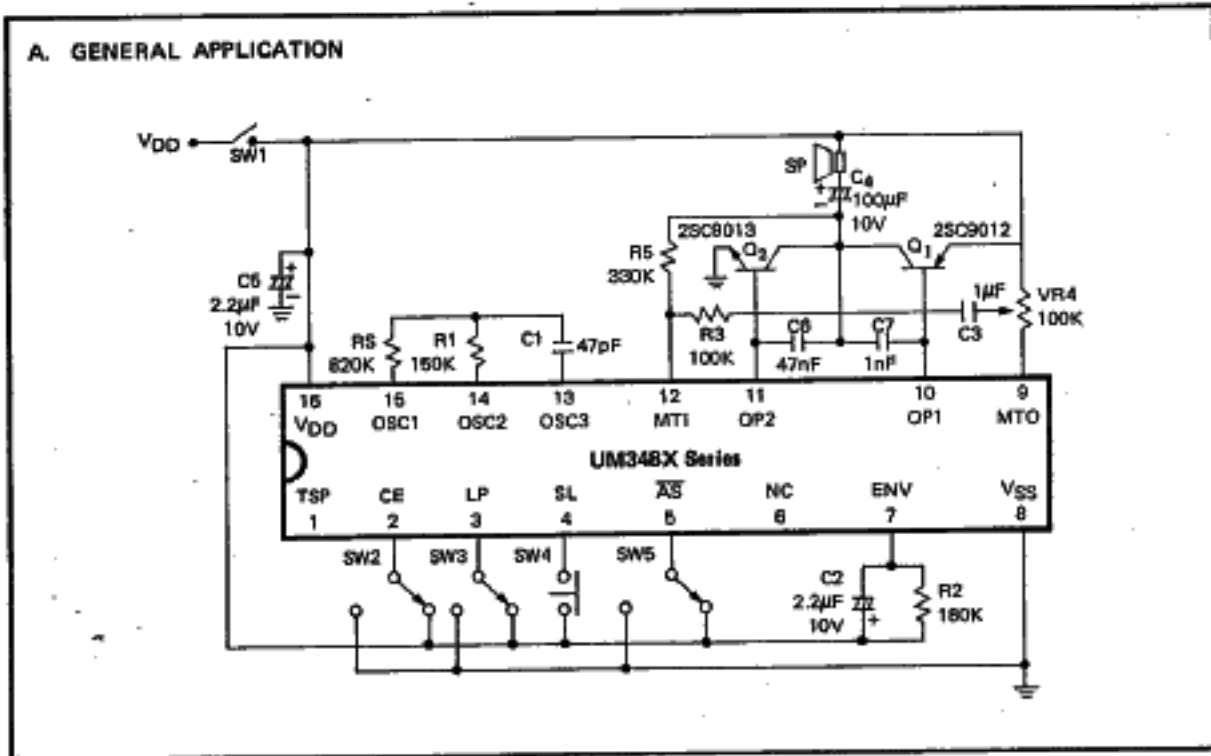 A. GENERAL APPLICATION
VDD
SW1
SP
C4
100µF
10V
2SC8013
2SC9012
R5
330K
Q2
Q1
C5
2.2µF
10V
1µF
VR4
100K
RS
820K
R1
150K
C1
47pF
R3
100K
C6
47nF
C7
1nF
C3
16 15 14 13 12 11 10 9
VDD OSC1 OSC2 OSC3 MTI OP2 OP1 MTO
UM348X Series
TSP CE LP SL AS NC ENV VSS
1 2 3 4 5 6 7 8
SW2 SW3 SW4 SW5
C2
2.2µF
10V
R2
180K